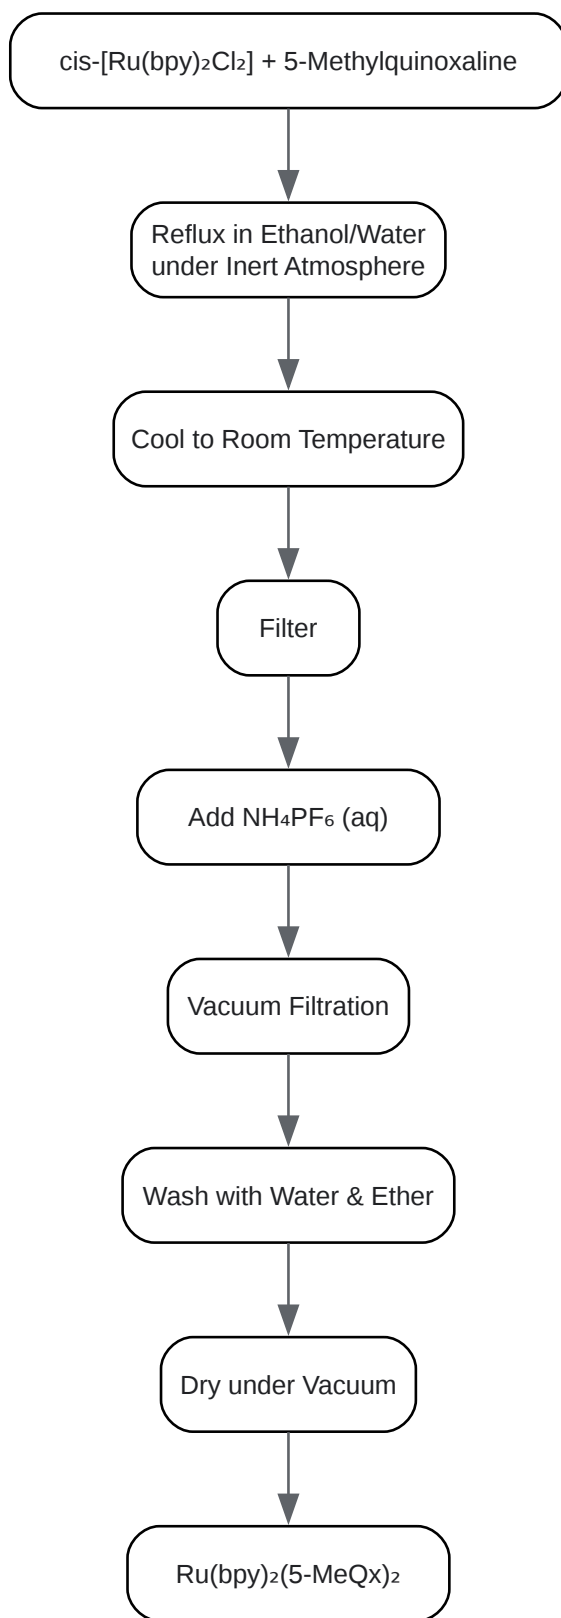 cis-[Ru(bpy)₂Cl₂] + 5-Methylquinoxaline
Reflux in Ethanol/Water
under Inert Atmosphere
Cool to Room Temperature
Filter
Add NH₄PF₆ (aq)
Vacuum Filtration
Wash with Water & Ether
Dry under Vacuum
Ru(bpy)₂(5-MeQx)₂